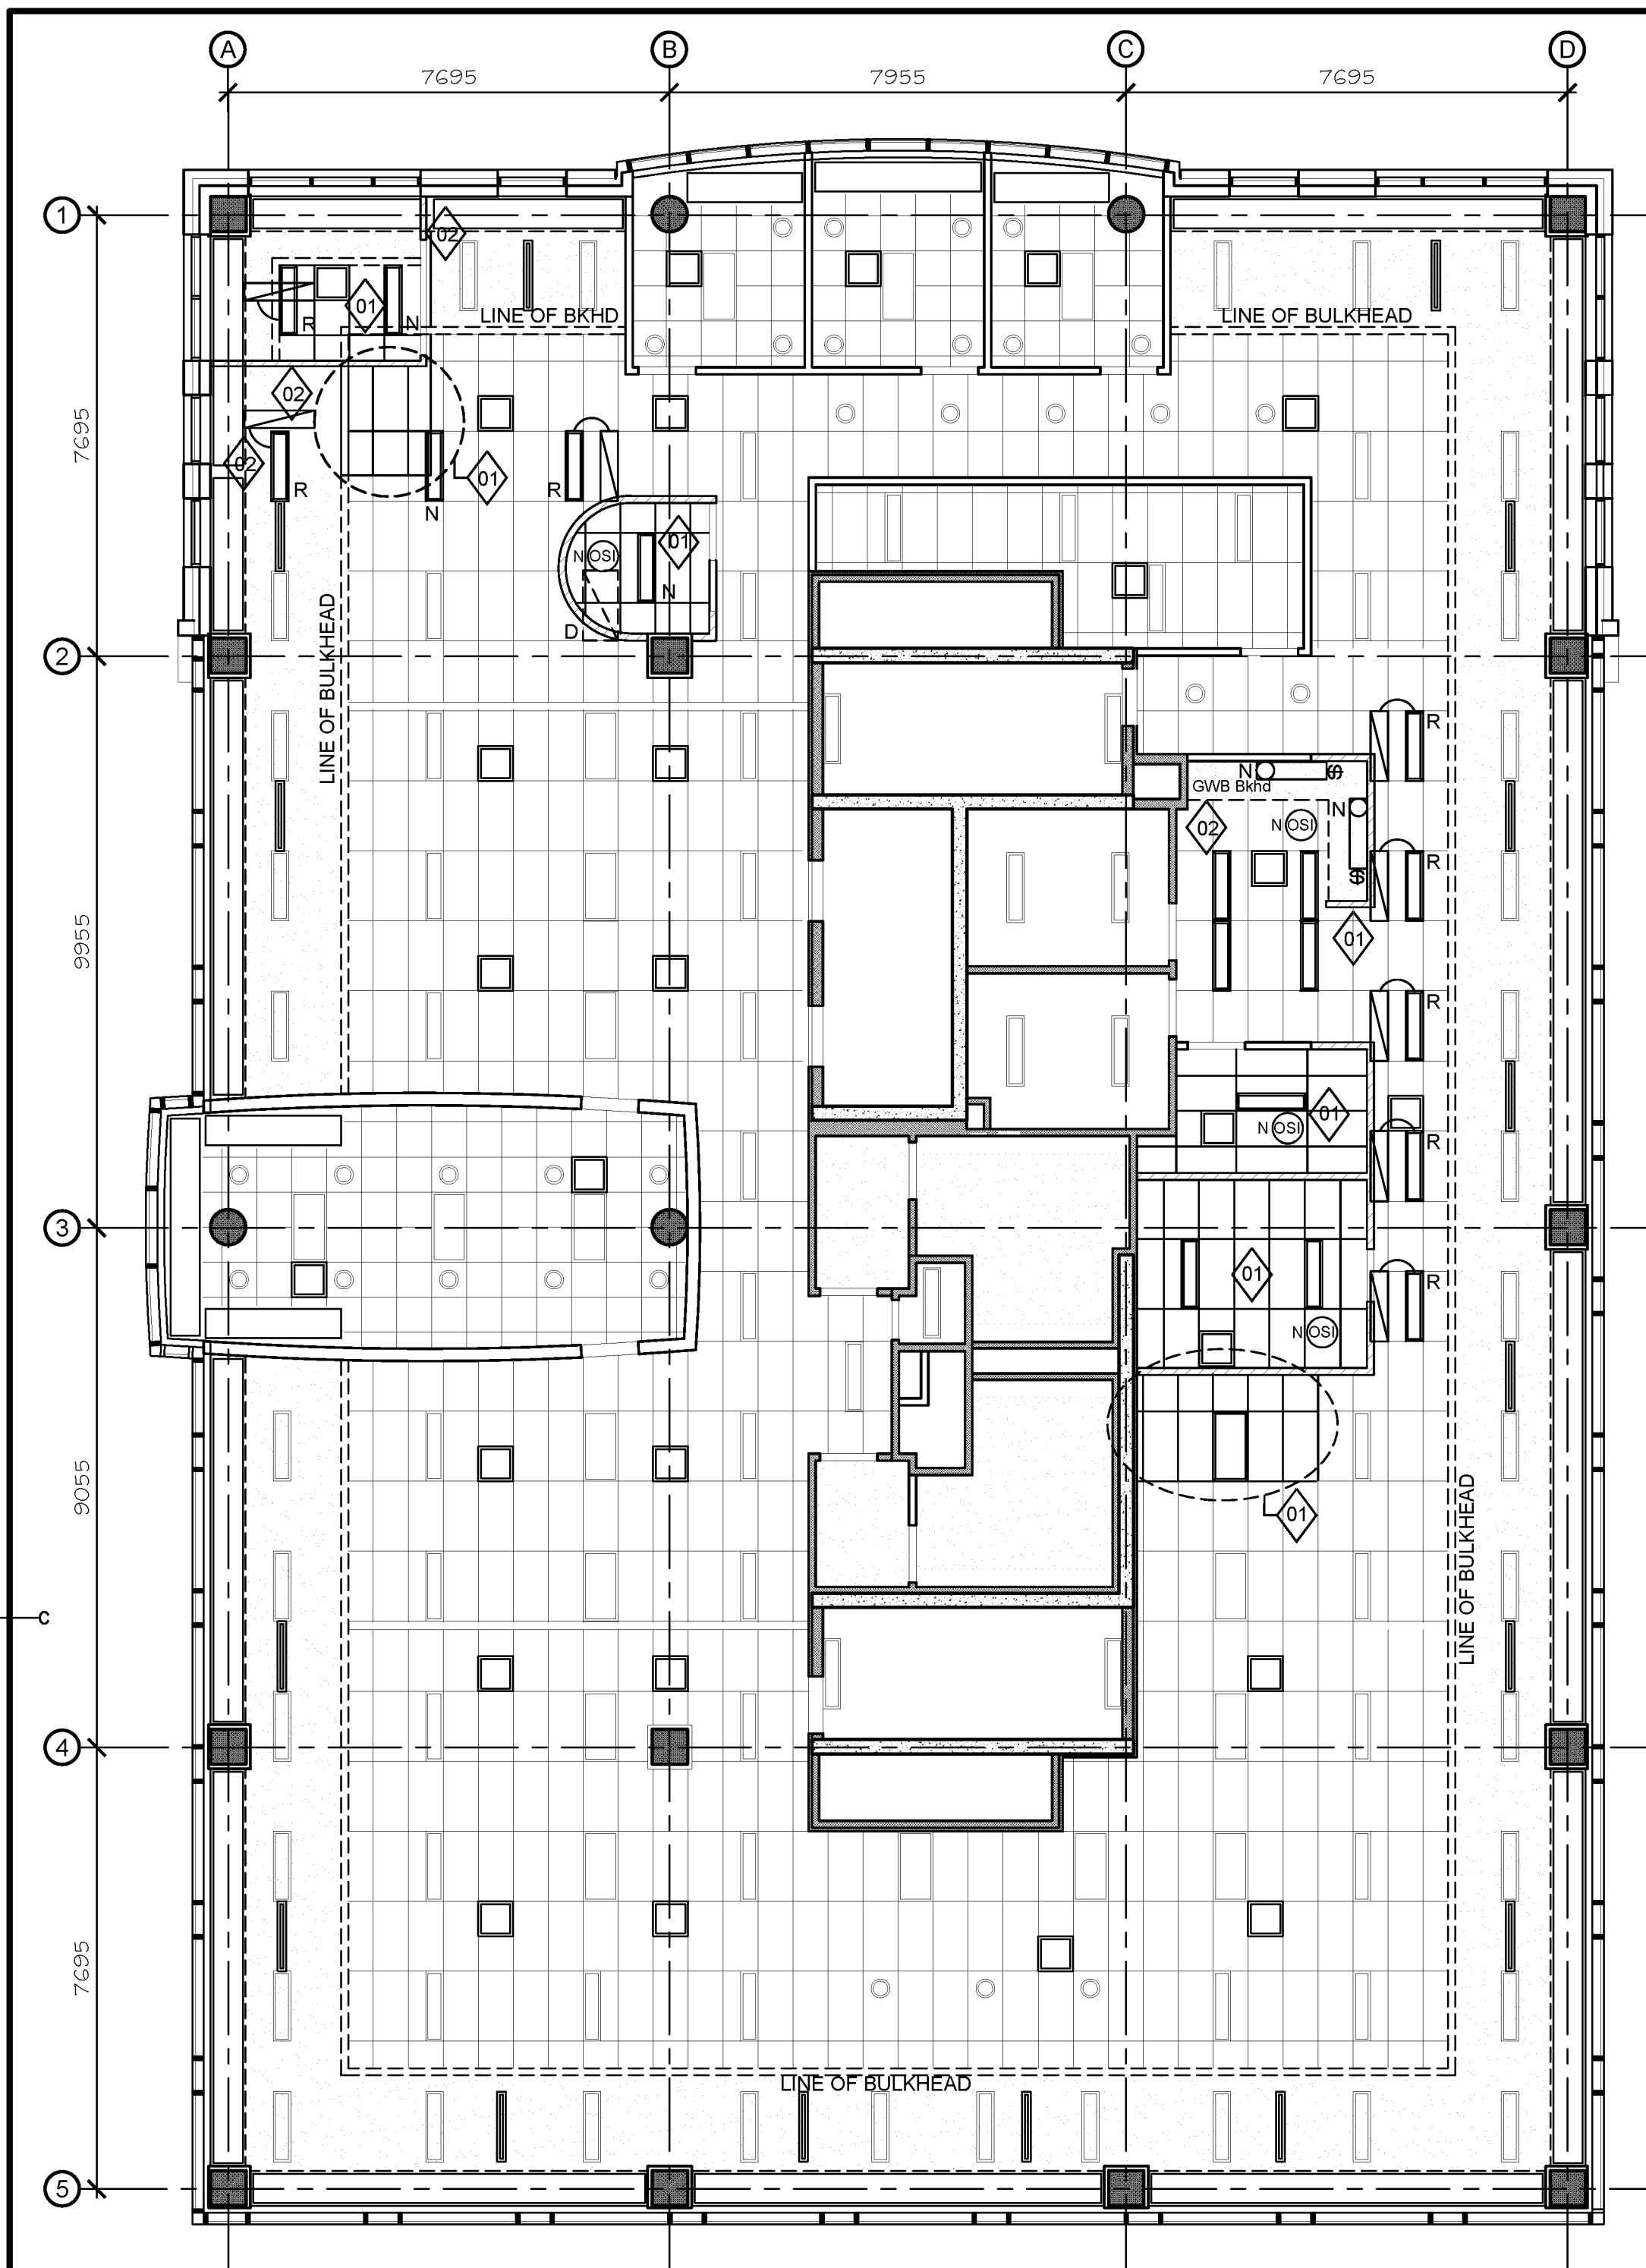 A B C D
7695 7955 7695
1
02
01
LINE OF BKHD
LINE OF BULKHEAD
R N
02
7695
02
R
01
R
N
N OSI
01
N
D
LINE OF BULKHEAD
2
R
N $
GWB Bkhd
N
02
N OSI
R
$
9955
01
R
N OSI
01
R
3
01
R
N OSI
9055
LINE OF BULKHEAD
01
C
4
7695
LINE OF BULKHEAD
5